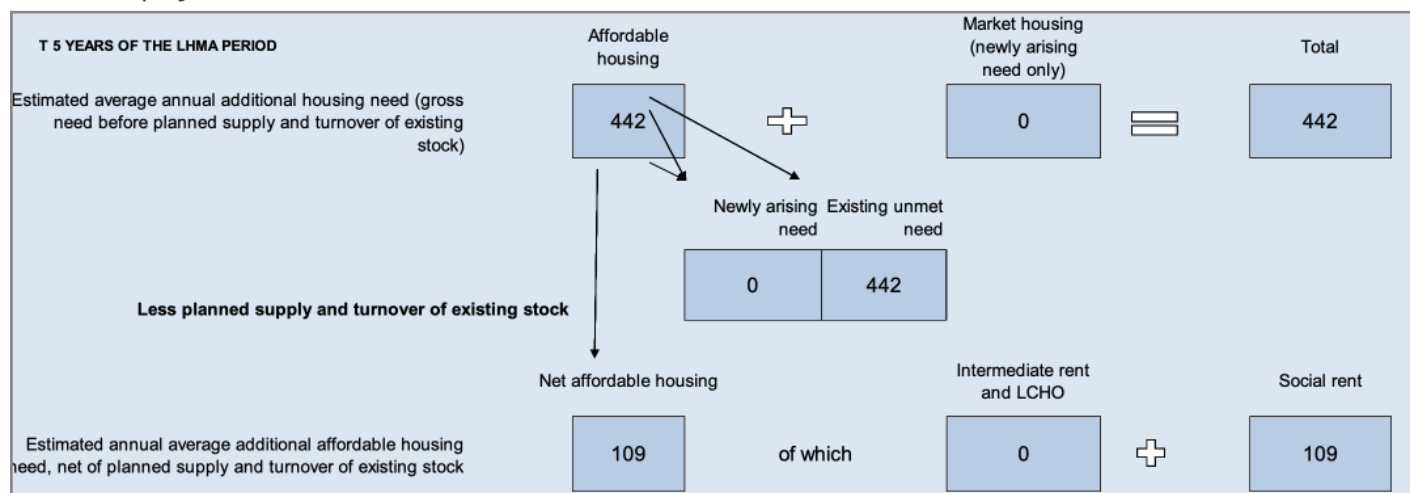 T 5 YEARS OF THE LHMA PERIOD
Affordable
housing
Market housing
(newly arising
need only)
Total
Estimated average annual additional housing need (gross
need before planned supply and turnover of existing
stock)
442
0
442
Newly arising
need
Existing unmet
need
0
442
Less planned supply and turnover of existing stock
Net affordable housing
Intermediate rent
and LCHO
Social rent
Estimated annual average additional affordable housing
need, net of planned supply and turnover of existing stock
109
of which
0
109